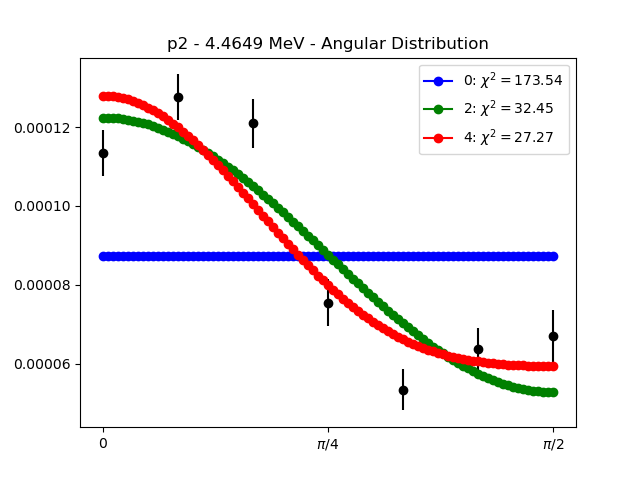 p2 - 4.4649 MeV - Angular Distribution
0: χ² = 173.54
2: χ² = 32.45
4: χ² = 27.27
0.00012
0.00010
0.00008
0.00006
0 π/4 π/2